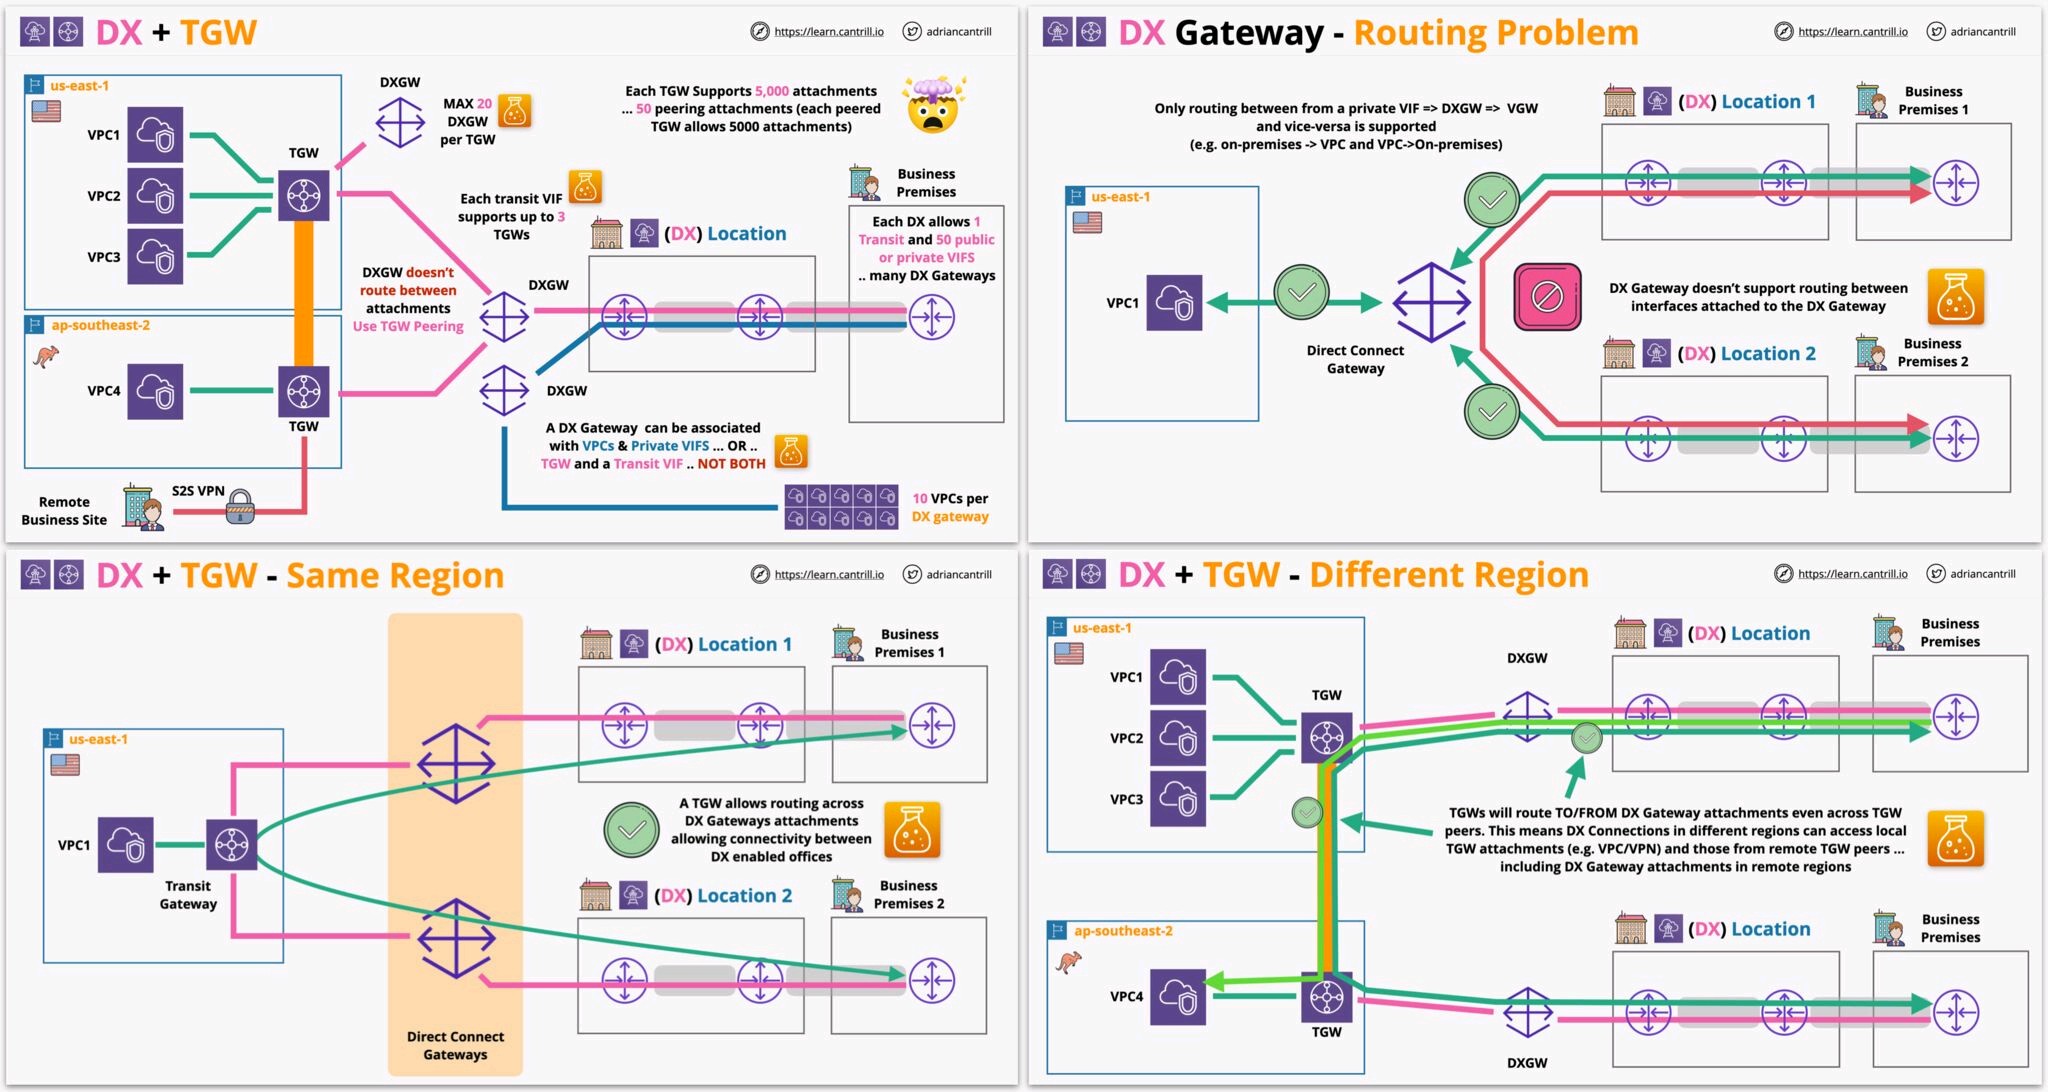 DX + TGW
https://learn.cantrill.io
adriancantrill
us-east-1
VPC1
VPC2
VPC3
TGW
DXGW
MAX 20
DXGW
per TGW
Each TGW Supports 5,000 attachments
... 50 peering attachments (each peered
TGW allows 5000 attachments)
Each transit VIF
supports up to 3
TGWs
(DX) Location
Business
Premises
Each DX allows 1
Transit and 50 public
or private VIFS
.. many DX Gateways
DXGW doesn't
route between
attachments
Use TGW Peering
DXGW
ap-southeast-2
VPC4
TGW
DXGW
A DX Gateway can be associated
with VPCs & Private VIFS ... OR ..
TGW and a Transit VIF .. NOT BOTH
Remote
Business Site
S2S VPN
10 VPCs per
DX gateway
DX Gateway - Routing Problem
https://learn.cantrill.io
adriancantrill
Only routing between from a private VIF => DXGW => VGW
and vice-versa is supported
(e.g. on-premises -> VPC and VPC->On-premises)
(DX) Location 1
Business
Premises 1
us-east-1
VPC1
Direct Connect
Gateway
DX Gateway doesn't support routing between
interfaces attached to the DX Gateway
(DX) Location 2
Business
Premises 2
DX + TGW - Same Region
https://learn.cantrill.io
adriancantrill
(DX) Location 1
Business
Premises 1
us-east-1
VPC1
Transit
Gateway
A TGW allows routing across
DX Gateways attachments
allowing connectivity between
DX enabled offices
(DX) Location 2
Business
Premises 2
Direct Connect
Gateways
DX + TGW - Different Region
https://learn.cantrill.io
adriancantrill
us-east-1
VPC1
VPC2
VPC3
TGW
DXGW
(DX) Location
Business
Premises
TGWs will route TO/FROM DX Gateway attachments even across TGW
peers. This means DX Connections in different regions can access local
TGW attachments (e.g. VPC/VPN) and those from remote TGW peers ...
including DX Gateway attachments in remote regions
ap-southeast-2
VPC4
TGW
DXGW
(DX) Location
Business
Premises